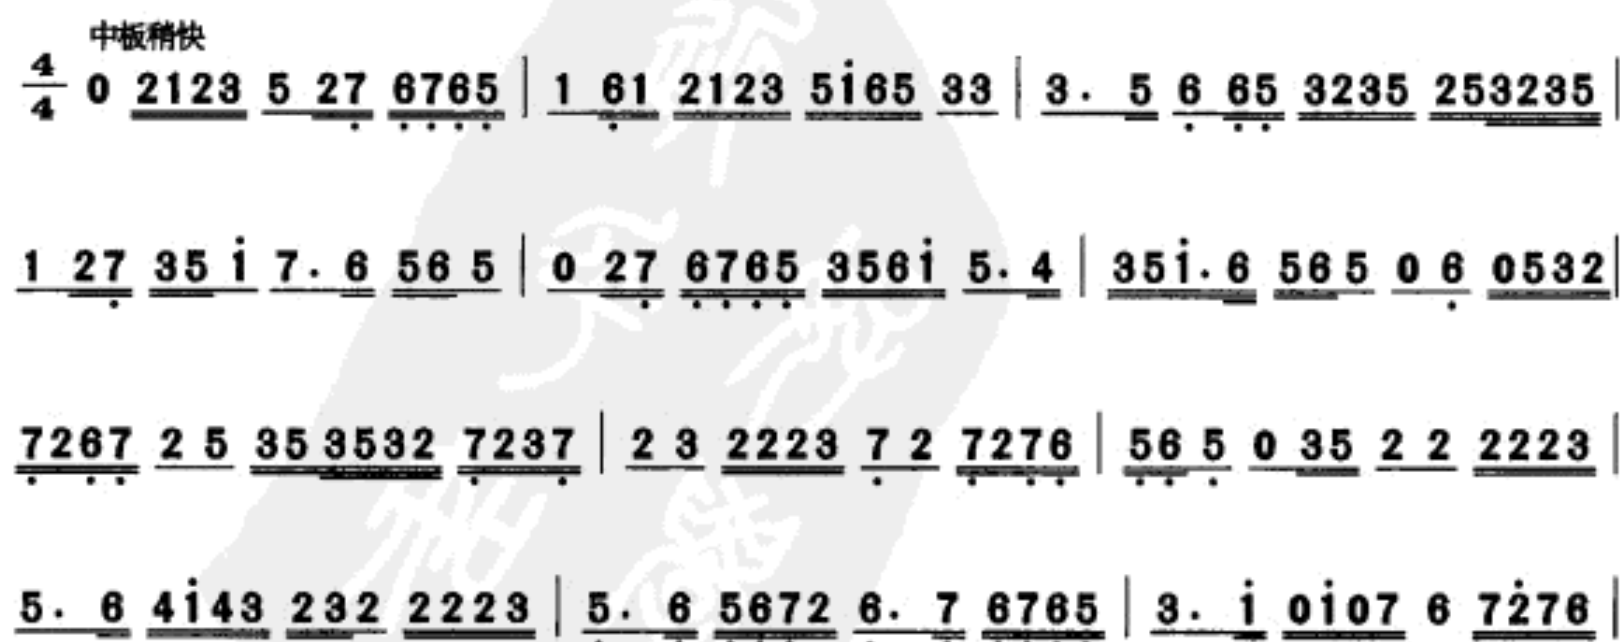 中板稍快
4/4 0 2123 5 27 6765 | 1 61 2123 5i65 33 | 3. 5 6 65 3235 253235 |
1 27 35 i 7. 6 56 5 | 0 27 6765 356i 5. 4 | 35i. 6 56 5 0 6 0532 |
7267 2 5 35 3532 7237 | 2 3 2223 7 2 7276 | 56 5 0 35 2 2 2223 |
5. 6 4i43 232 2223 | 5. 6 5672 6. 7 6765 | 3. i 0i07 6 7276 |